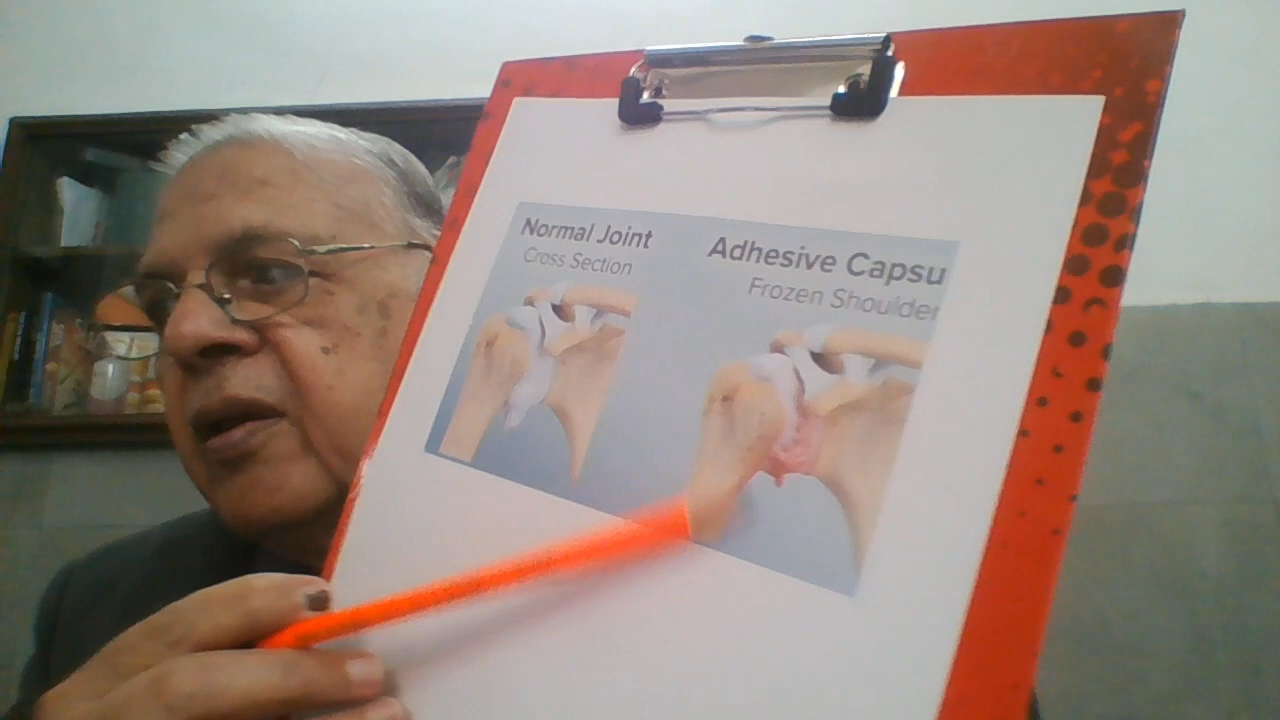 Normal Joint
Cross Section
Adhesive Capsu
Frozen Shoulder